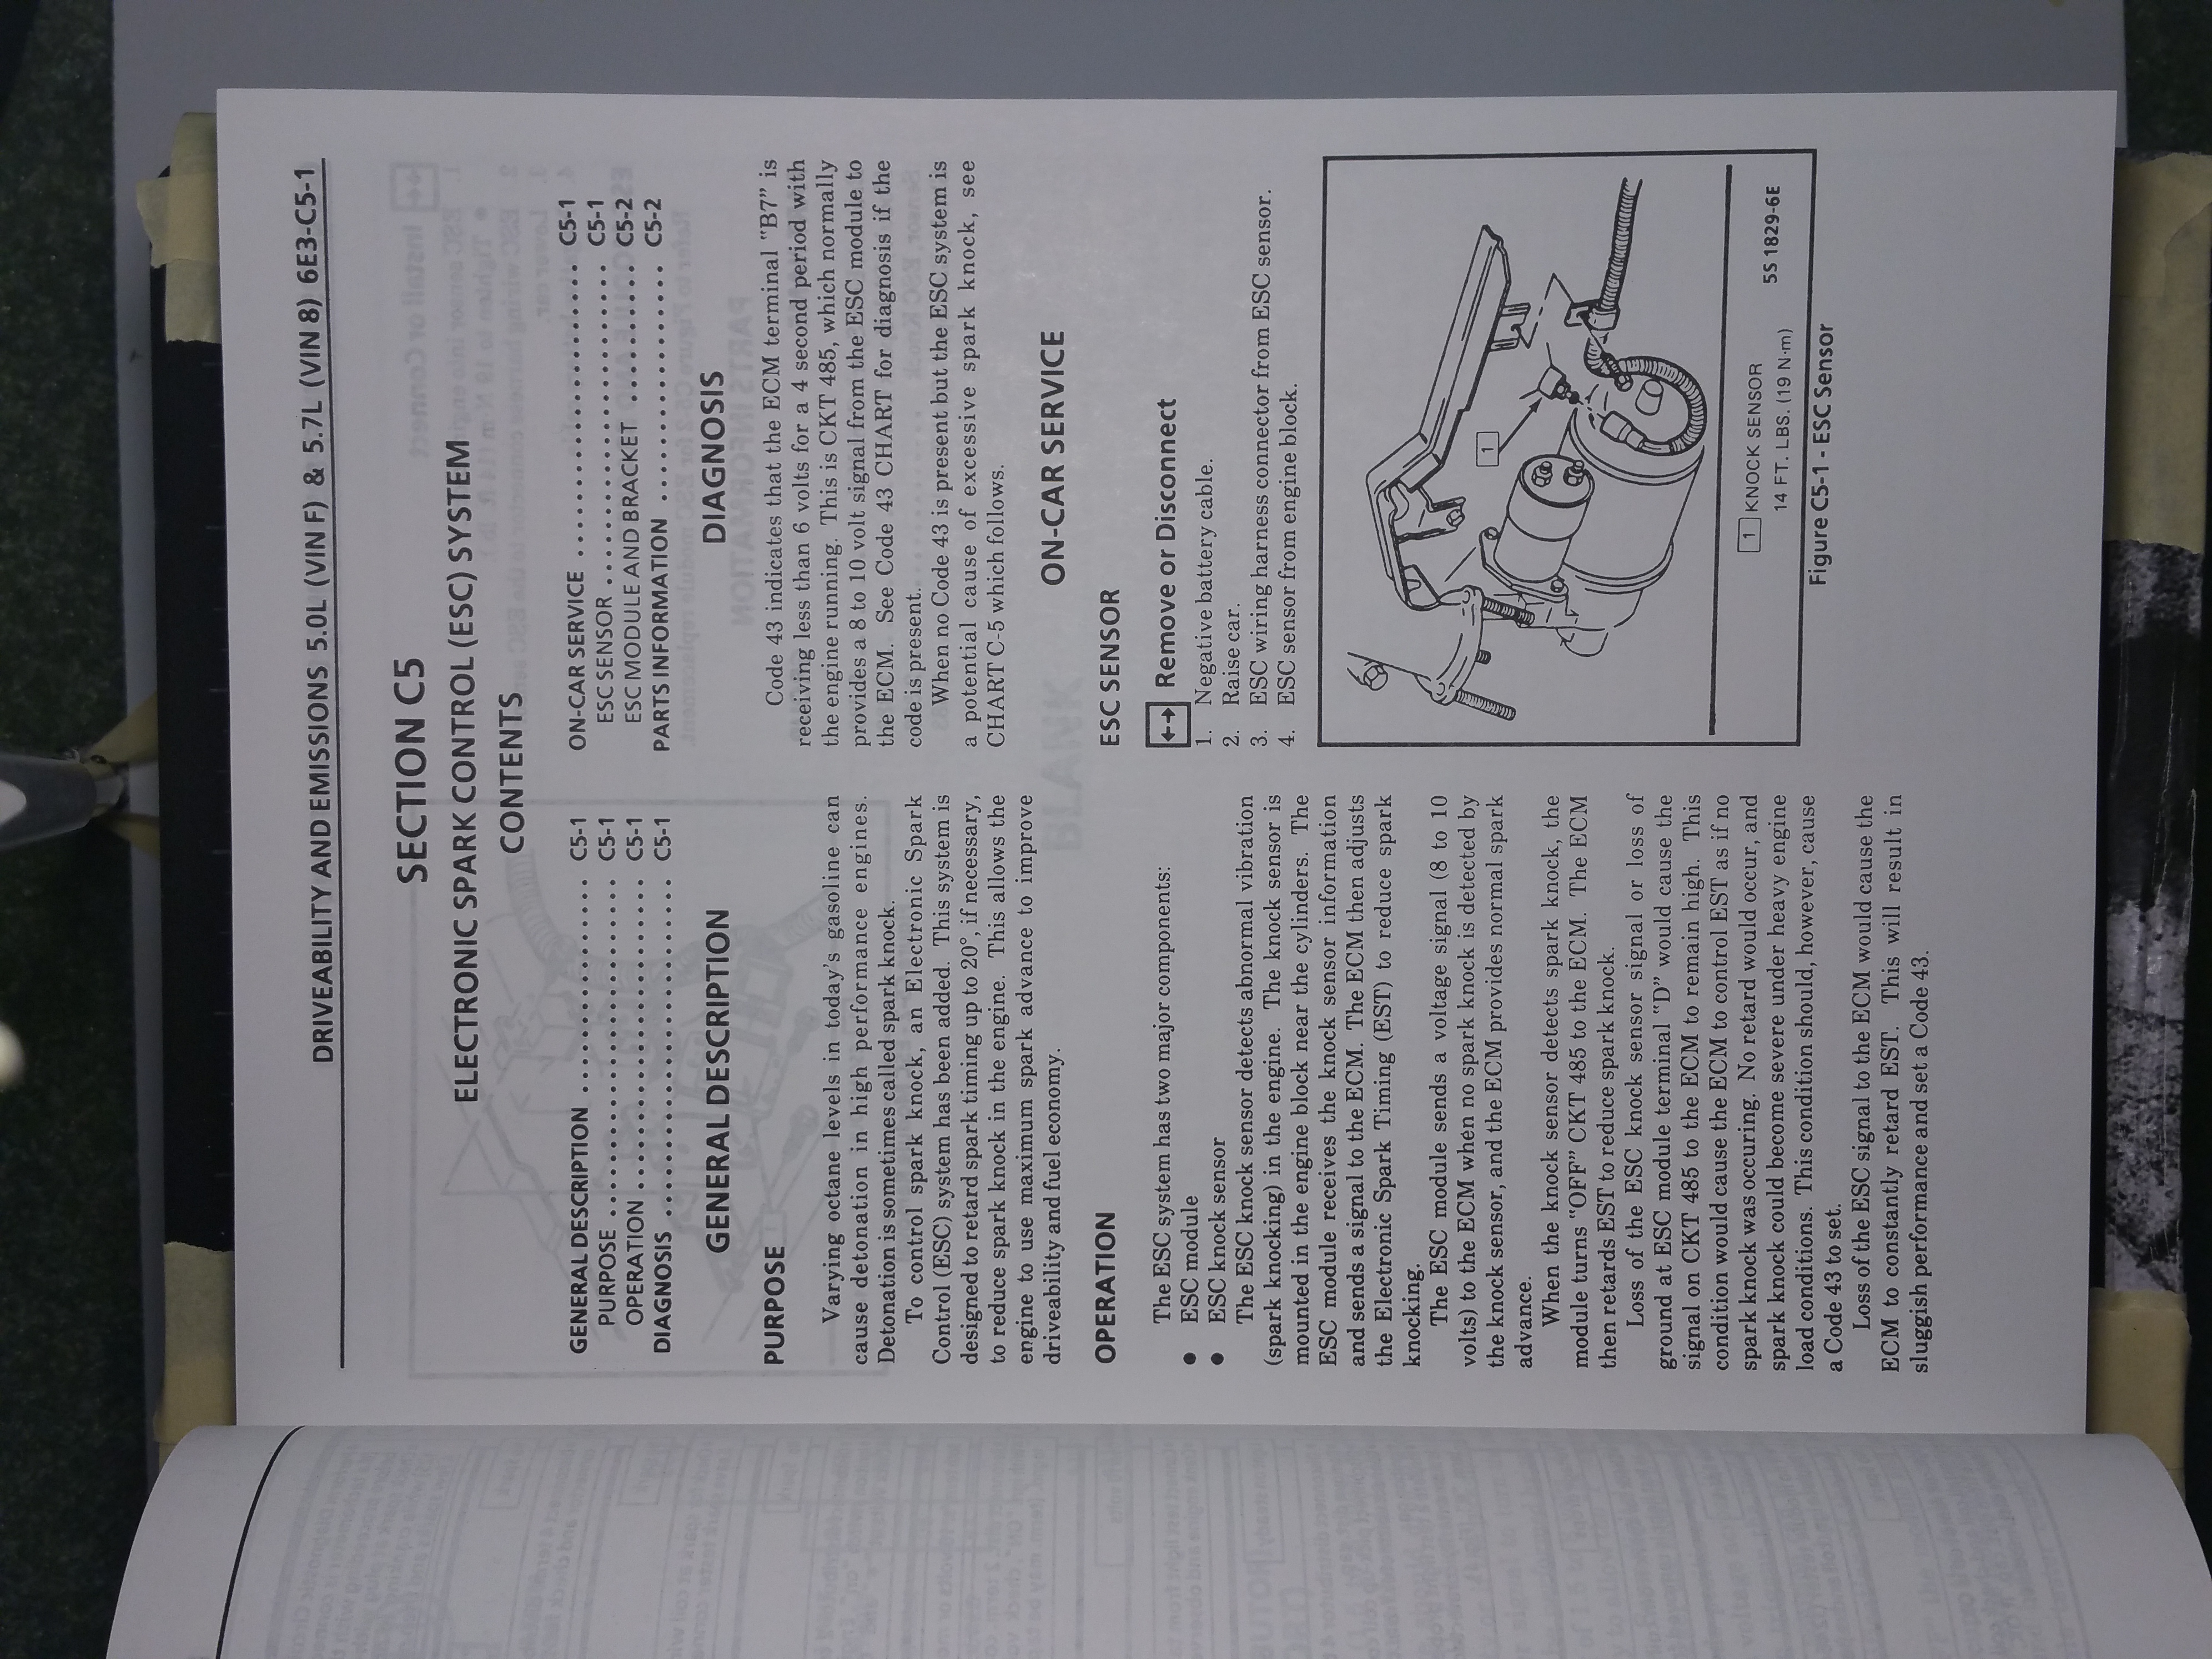 DRIVEABILITY AND EMISSIONS 5.0L (VIN F) & 5.7L (VIN 8) 6E3-C5-1
SECTION C5
ELECTRONIC SPARK CONTROL (ESC) SYSTEM
CONTENTS
GENERAL DESCRIPTION .................... C5-1
PURPOSE .................... C5-1
OPERATION .................... C5-1
DIAGNOSIS .................... C5-1
ON-CAR SERVICE .................... C5-1
ESC SENSOR .................... C5-1
ESC MODULE AND BRACKET .................... C5-2
PARTS INFORMATION .................... C5-2
GENERAL DESCRIPTION
PURPOSE
Varying octane levels in today's gasoline can
cause detonation in high performance engines.
Detonation is sometimes called spark knock.
To control spark knock, an Electronic Spark
Control (ESC) system has been added. This system is
designed to retard spark timing up to 20°, if necessary,
to reduce spark knock in the engine. This allows the
engine to use maximum spark advance to improve
driveability and fuel economy.
OPERATION
The ESC system has two major components:
● ESC module
● ESC knock sensor
The ESC knock sensor detects abnormal vibration
(spark knocking) in the engine. The knock sensor is
mounted in the engine block near the cylinders. The
ESC module receives the knock sensor information
and sends a signal to the ECM. The ECM then adjusts
the Electronic Spark Timing (EST) to reduce spark
knocking.
The ESC module sends a voltage signal (8 to 10
volts) to the ECM when no spark knock is detected by
the knock sensor, and the ECM provides normal spark
advance.
When the knock sensor detects spark knock, the
module turns "OFF" CKT 485 to the ECM. The ECM
then retards EST to reduce spark knock.
Loss of the ESC knock sensor signal or loss of
ground at ESC module terminal "D" would cause the
signal on CKT 485 to the ECM to remain high. This
condition would cause the ECM to control EST as if no
spark knock was occuring. No retard would occur, and
spark knock could become severe under heavy engine
load conditions. This condition should, however, cause
a Code 43 to set.
Loss of the ESC signal to the ECM would cause the
ECM to constantly retard EST. This will result in
sluggish performance and set a Code 43.
DIAGNOSIS
Code 43 indicates that the ECM terminal "B7" is
receiving less than 6 volts for a 4 second period with
the engine running. This is CKT 485, which normally
provides a 8 to 10 volt signal from the ESC module to
the ECM. See Code 43 CHART for diagnosis if the
code is present.
When no Code 43 is present but the ESC system is
a potential cause of excessive spark knock, see
CHART C-5 which follows.
ON-CAR SERVICE
ESC SENSOR
Remove or Disconnect
1. Negative battery cable.
2. Raise car.
3. ESC wiring harness connector from ESC sensor.
4. ESC sensor from engine block.
1
1 KNOCK SENSOR
14 FT. LBS. (19 N·m)
5S 1829-6E
Figure C5-1 - ESC Sensor